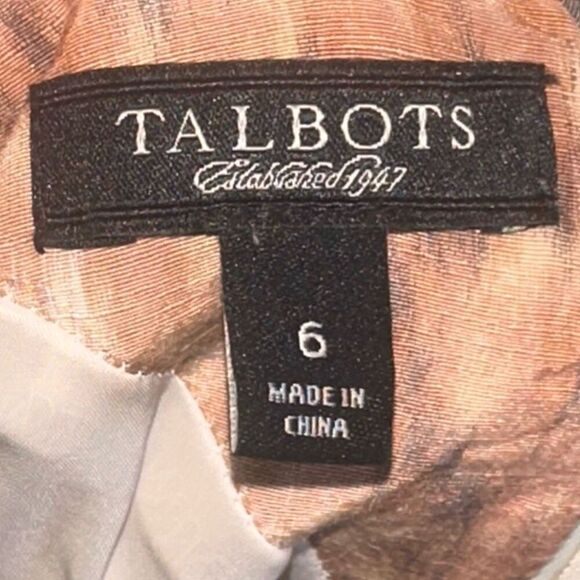 TALBOTS
Established 1947
6
MADE IN
CHINA